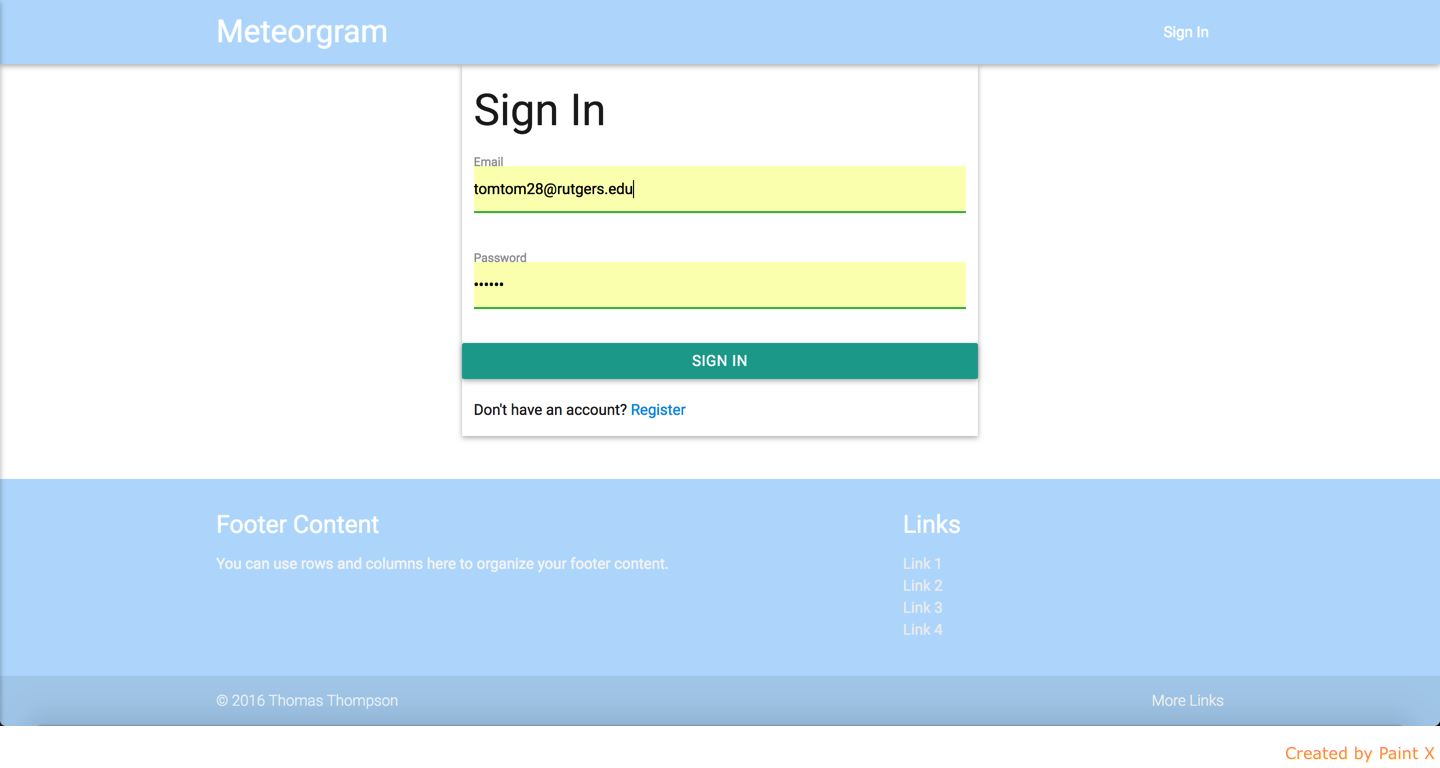 Meteorgram
Sign In
Sign In
Email
tomtom28@rutgers.edu
Password
••••••
SIGN IN
Don't have an account? Register
Footer Content
You can use rows and columns here to organize your footer content.
Links
Link 1
Link 2
Link 3
Link 4
© 2016 Thomas Thompson
More Links
Created by Paint X